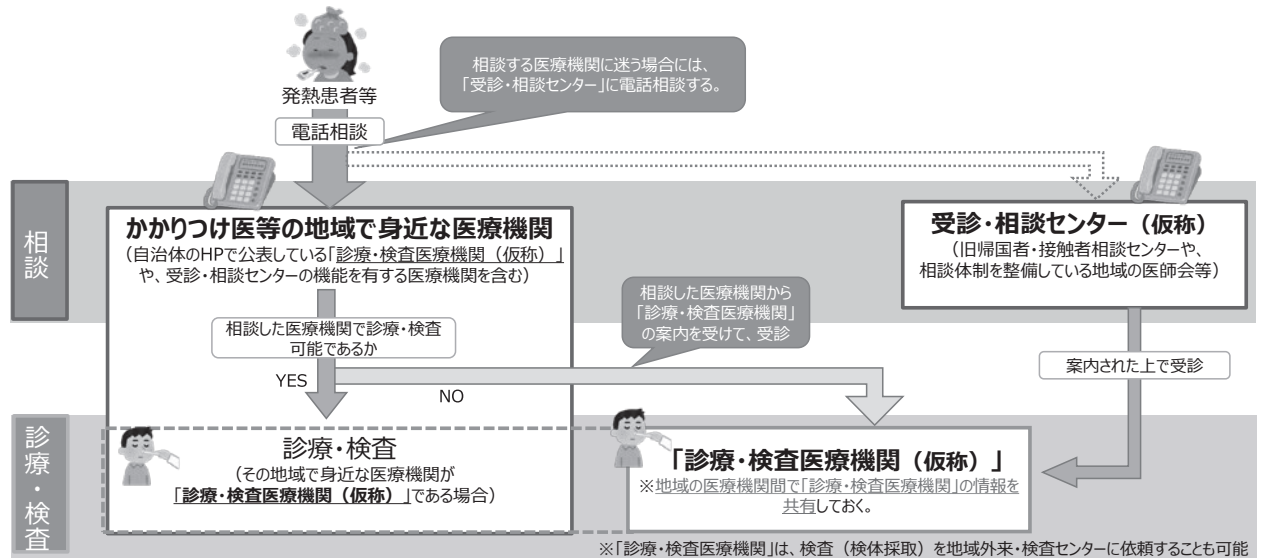 発熱患者等
電話相談
相談する医療機関に迷う場合には、
「受診・相談センター」に電話相談する。
相談
かかりつけ医等の地域で身近な医療機関
（自治体のHPで公表している「診療・検査医療機関（仮称）」
や、受診・相談センターの機能を有する医療機関を含む）
受診・相談センター（仮称）
（旧帰国者・接触者相談センターや、
相談体制を整備している地域の医師会等）
相談した医療機関で診療・検査
可能であるか
相談した医療機関から
「診療・検査医療機関」
の案内を受けて、受診
案内された上で受診
YES
NO
診療・検査
診療・検査
（その地域で身近な医療機関が
「診療・検査医療機関（仮称）」である場合）
「診療・検査医療機関（仮称）」
※地域の医療機関間で「診療・検査医療機関」の情報を
共有しておく。
※「診療・検査医療機関」は、検査（検体採取）を地域外来・検査センターに依頼することも可能